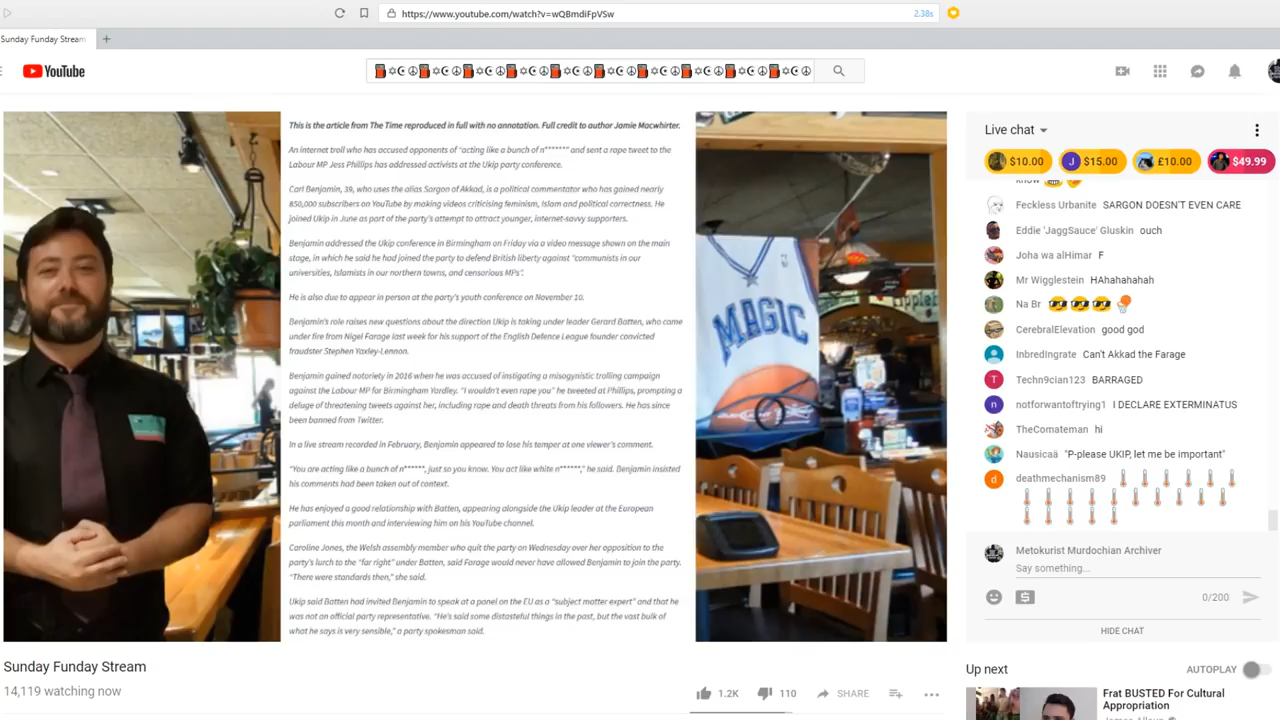 https://www.youtube.com/watch?v=wQBmdiFpVSw
2.38s
Sunday Funday Stream
YouTube
Live chat
$10.00
$15.00
£10.00
$49.99
This is the article from The Time reproduced in full with no annotation. Full credit to author Jamie Macwhirter.
An internet troll who has accused opponents of "acting like a bunch of n******" and sent a rape tweet to the
Labour MP Jess Phillips has addressed activists at the Ukip party conference.
Carl Benjamin, 39, who uses the alias Sargon of Akkad, is a political commentator who has gained nearly
850,000 subscribers on YouTube by making videos criticising feminism, Islam and political correctness. He
joined Ukip in June as part of the party's attempt to attract younger, internet-savvy supporters.
Benjamin addressed the Ukip conference in Birmingham on Friday via a video message shown on the main
stage, in which he said he had joined the party to defend British liberty against "communists in our
universities, Islamists in our northern towns, and censorious MPs".
He is also due to appear in person at the party's youth conference on November 10.
Benjamin's role raises new questions about the direction Ukip is taking under leader Gerard Batten, who came
under fire from Nigel Farage last week for his support of the English Defence League founder convicted
fraudster Stephen Yaxley-Lennon.
Benjamin gained notoriety in 2016 when he was accused of instigating a misogynistic trolling campaign
against the Labour MP for Birmingham Yardley. "I wouldn't even rape you" he tweeted at Phillips, prompting a
deluge of threatening tweets against her, including rape and death threats from his followers. He has since
been banned from Twitter.
In a live stream recorded in February, Benjamin appeared to lose his temper at one viewer's comment.
"You are acting like a bunch of n******, just so you know. You act like white n******," he said. Benjamin insisted
his comments had been taken out of context.
He has enjoyed a good relationship with Batten, appearing alongside the Ukip leader at the European
parliament this month and interviewing him on his YouTube channel.
Caroline Jones, the Welsh assembly member who quit the party on Wednesday over her opposition to the
party's lurch to the "far right" under Batten, said Farage would never have allowed Benjamin to join the party.
"There were standards then," she said.
Ukip said Batten had invited Benjamin to speak at a panel on the EU as a "subject matter expert" and that he
was not an official party representative. "He's said some distasteful things in the past, but the vast bulk of
what he says is very sensible," a party spokesman said.
MAGIC
Feckless Urbanite SARGON DOESN'T EVEN CARE
Eddie 'JaggSauce' Gluskin ouch
Joha wa alHimar F
Mr Wigglestein HAhahahahah
Na Br
CerebralElevation good god
Inbredingrate Can't Akkad the Farage
Techn9cian123 BARRAGED
notforwantoftrying1 I DECLARE EXTERMINATUS
TheComateman hi
Nausicaä "P-please UKIP, let me be important"
deathmechanism89
Metokurist Murdochian Archiver
Say something...
0/200
HIDE CHAT
Sunday Funday Stream
14,119 watching now
1.2K
110
SHARE
Up next
AUTOPLAY
Frat BUSTED For Cultural
Appropriation